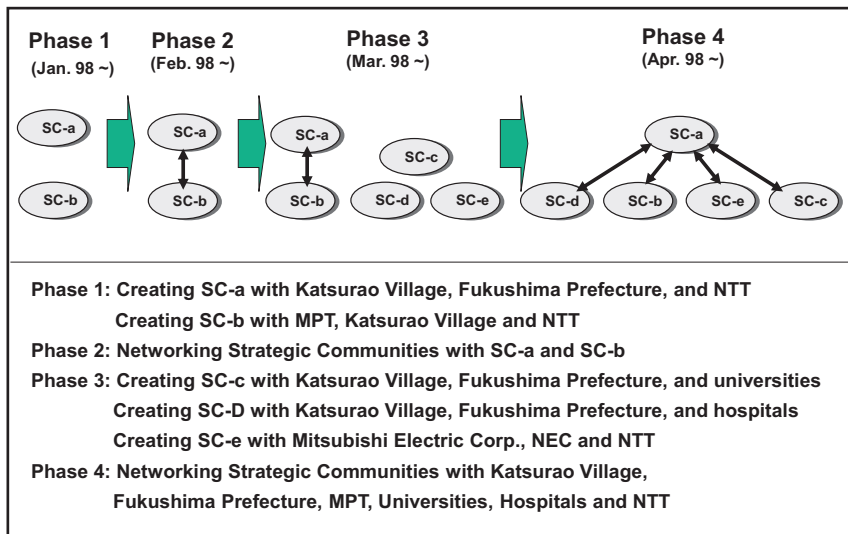 Phase 1
(Jan. 98 ~)
Phase 2
(Feb. 98 ~)
Phase 3
(Mar. 98 ~)
Phase 4
(Apr. 98 ~)
SC-a
SC-b
SC-a
SC-b
SC-a
SC-b
SC-c
SC-d
SC-e
SC-a
SC-d
SC-b
SC-e
SC-c
Phase 1: Creating SC-a with Katsurao Village, Fukushima Prefecture, and NTT
Creating SC-b with MPT, Katsurao Village and NTT
Phase 2: Networking Strategic Communities with SC-a and SC-b
Phase 3: Creating SC-c with Katsurao Village, Fukushima Prefecture, and universities
Creating SC-D with Katsurao Village, Fukushima Prefecture, and hospitals
Creating SC-e with Mitsubishi Electric Corp., NEC and NTT
Phase 4: Networking Strategic Communities with Katsurao Village,
Fukushima Prefecture, MPT, Universities, Hospitals and NTT